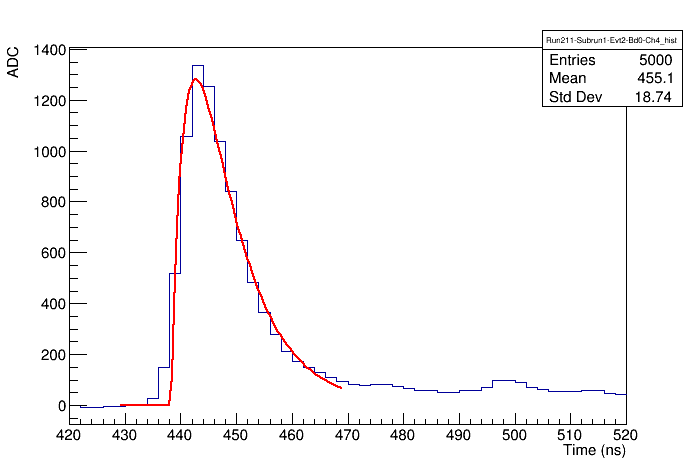 Run211-Subrun1-Evt2-Bd0-Ch4_hist
Entries 5000
Mean 455.1
Std Dev 18.74
ADC
1400
1200
1000
800
600
400
200
0
420 430 440 450 460 470 480 490 500 510 520
Time (ns)